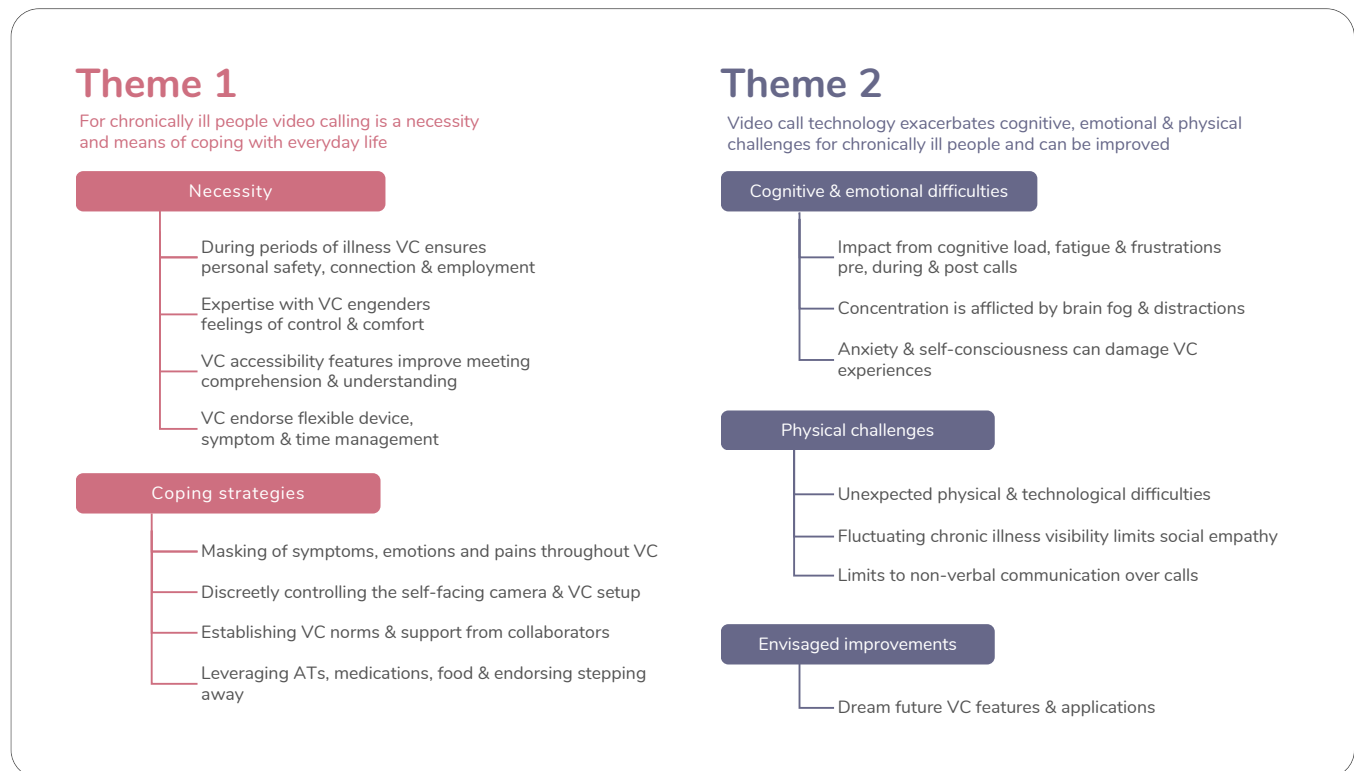 Theme 1
For chronically ill people video calling is a necessity
and means of coping with everyday life
Necessity
During periods of illness VC ensures
personal safety, connection & employment
Expertise with VC engenders
feelings of control & comfort
VC accessibility features improve meeting
comprehension & understanding
VC endorse flexible device,
symptom & time management
Coping strategies
Masking of symptoms, emotions and pains throughout VC
Discreetly controlling the self-facing camera & VC setup
Establishing VC norms & support from collaborators
Leveraging ATs, medications, food & endorsing stepping
away
Theme 2
Video call technology exacerbates cognitive, emotional & physical
challenges for chronically ill people and can be improved
Cognitive & emotional difficulties
Impact from cognitive load, fatigue & frustrations
pre, during & post calls
Concentration is afflicted by brain fog & distractions
Anxiety & self-consciousness can damage VC
experiences
Physical challenges
Unexpected physical & technological difficulties
Fluctuating chronic illness visibility limits social empathy
Limits to non-verbal communication over calls
Envisaged improvements
Dream future VC features & applications